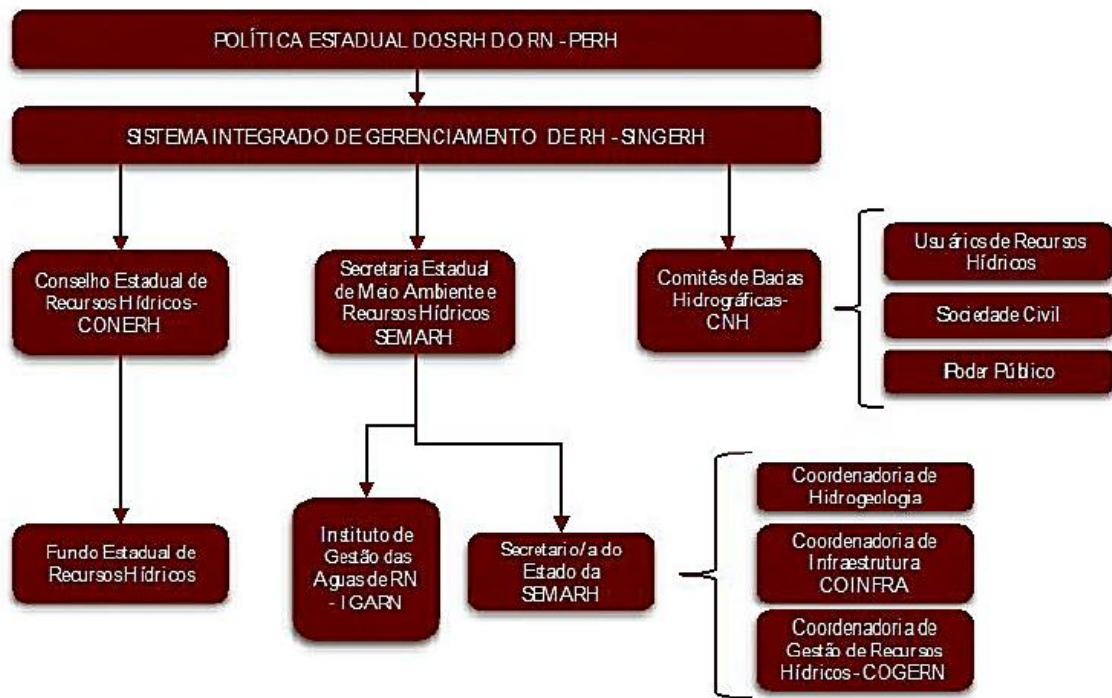 POLÍTICA ESTADUAL DOS RH DO RN - PERH
SISTEMA INTEGRADO DE GERENCIAMENTO DE RH - SINGERH
Conselho Estadual de
Recursos Hídricos-
CONERH
Secretaria Estadual
de Meio Ambiente e
Recursos Hídricos
SEMARH
Comitês de Bacias
Hidrográficas-
CNH
Usuários de Recursos
Hídricos
Sociedade Civil
Poder Público
Fundo Estadual de
Recursos Hídricos
Instituto de
Gestão das
Aguas de RN
- IGARN
Secretario/a do
Estado da
SEMARH
Coordenadoria de
Hidrogeologia
Coordenadoria de
Infraestrutura
COINFRA
Coordenadoria de
Gestão de Recursos
Hídricos - COGERN